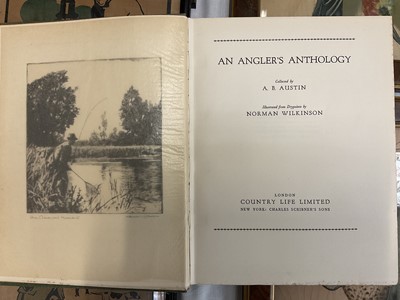 AN ANGLER'S ANTHOLOGY
Collected by
A. B. AUSTIN
Illustrated from Drypoints by
NORMAN WILKINSON
LONDON
COUNTRY LIFE LIMITED
NEW YORK: CHARLES SCRIBNER'S SONS